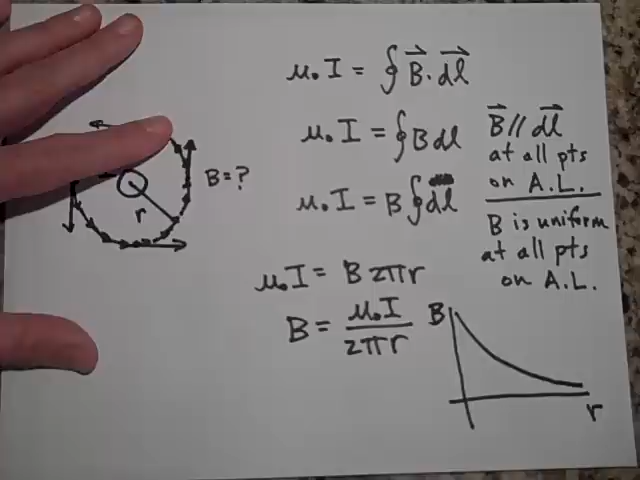 μ₀I = ∮ B⃗ · dl⃗
μ₀I = ∮ B dl
μ₀I = B ∮ dl
μ₀I = B 2πr
B = μ₀I / 2πr
B⃗ // dl⃗
at all pts
on A.L.
B is uniform
at all pts
on A.L.
B = ?
r
B
r